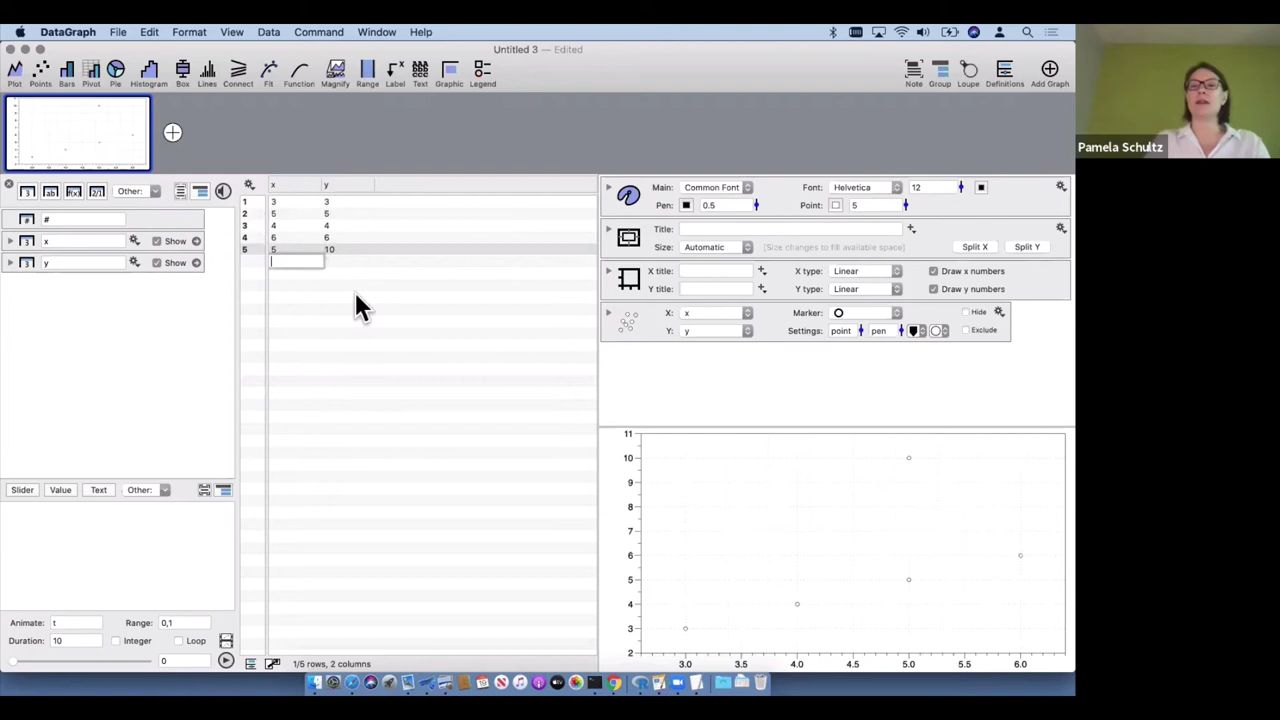 DataGraph File Edit Format View Data Command Window Help
Untitled 3 — Edited
Plot Points Bars Pivot Pie Histogram Box Lines Connect Fit Function Magnify Range Label Text Graphic Legend Note Group Loupe Definitions Add Graph
Pamela Schultz
Other:
# #
x Show
y Show
x y
1 3 3
2 5 5
3 4 4
4 6 6
5 5 10
Main: Common Font Font: Helvetica 12
Pen: 0.5 Point: 5
Title:
Size: Automatic [Size changes to fill available space] Split X Split Y
X title: X type: Linear Draw x numbers
Y title: Y type: Linear Draw y numbers
X: x Marker: Hide
Y: y Settings: point pen Exclude
Slider Value Text Other:
Animate: t Range: 0,1
Duration: 10 Integer Loop
0
1/5 rows, 2 columns
11
10
9
8
7
6
5
4
3
2
3.0 3.5 4.0 4.5 5.0 5.5 6.0